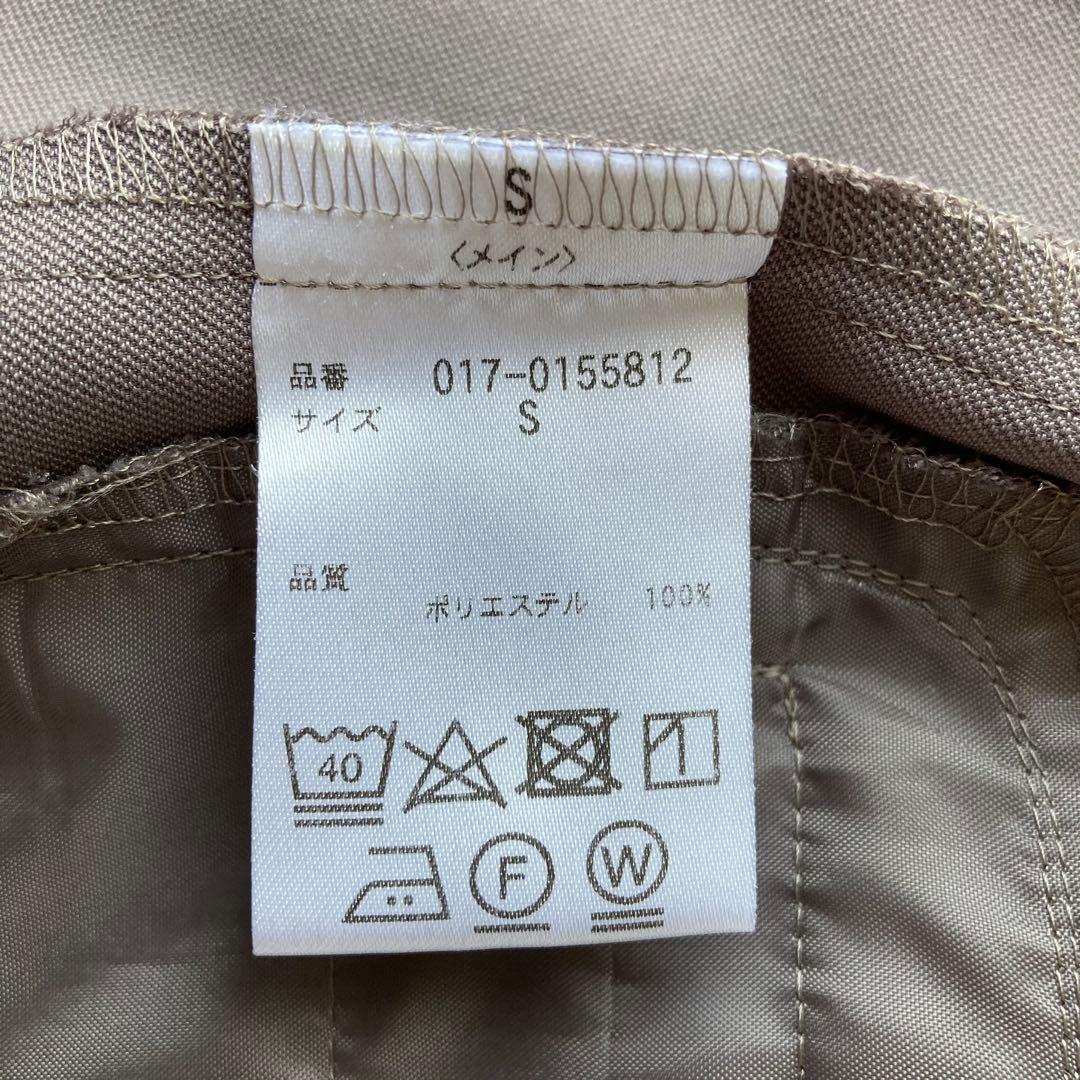 S
〈メイン〉
品番 017-0155812
サイズ S
品質
ポリエステル 100%
40
F W